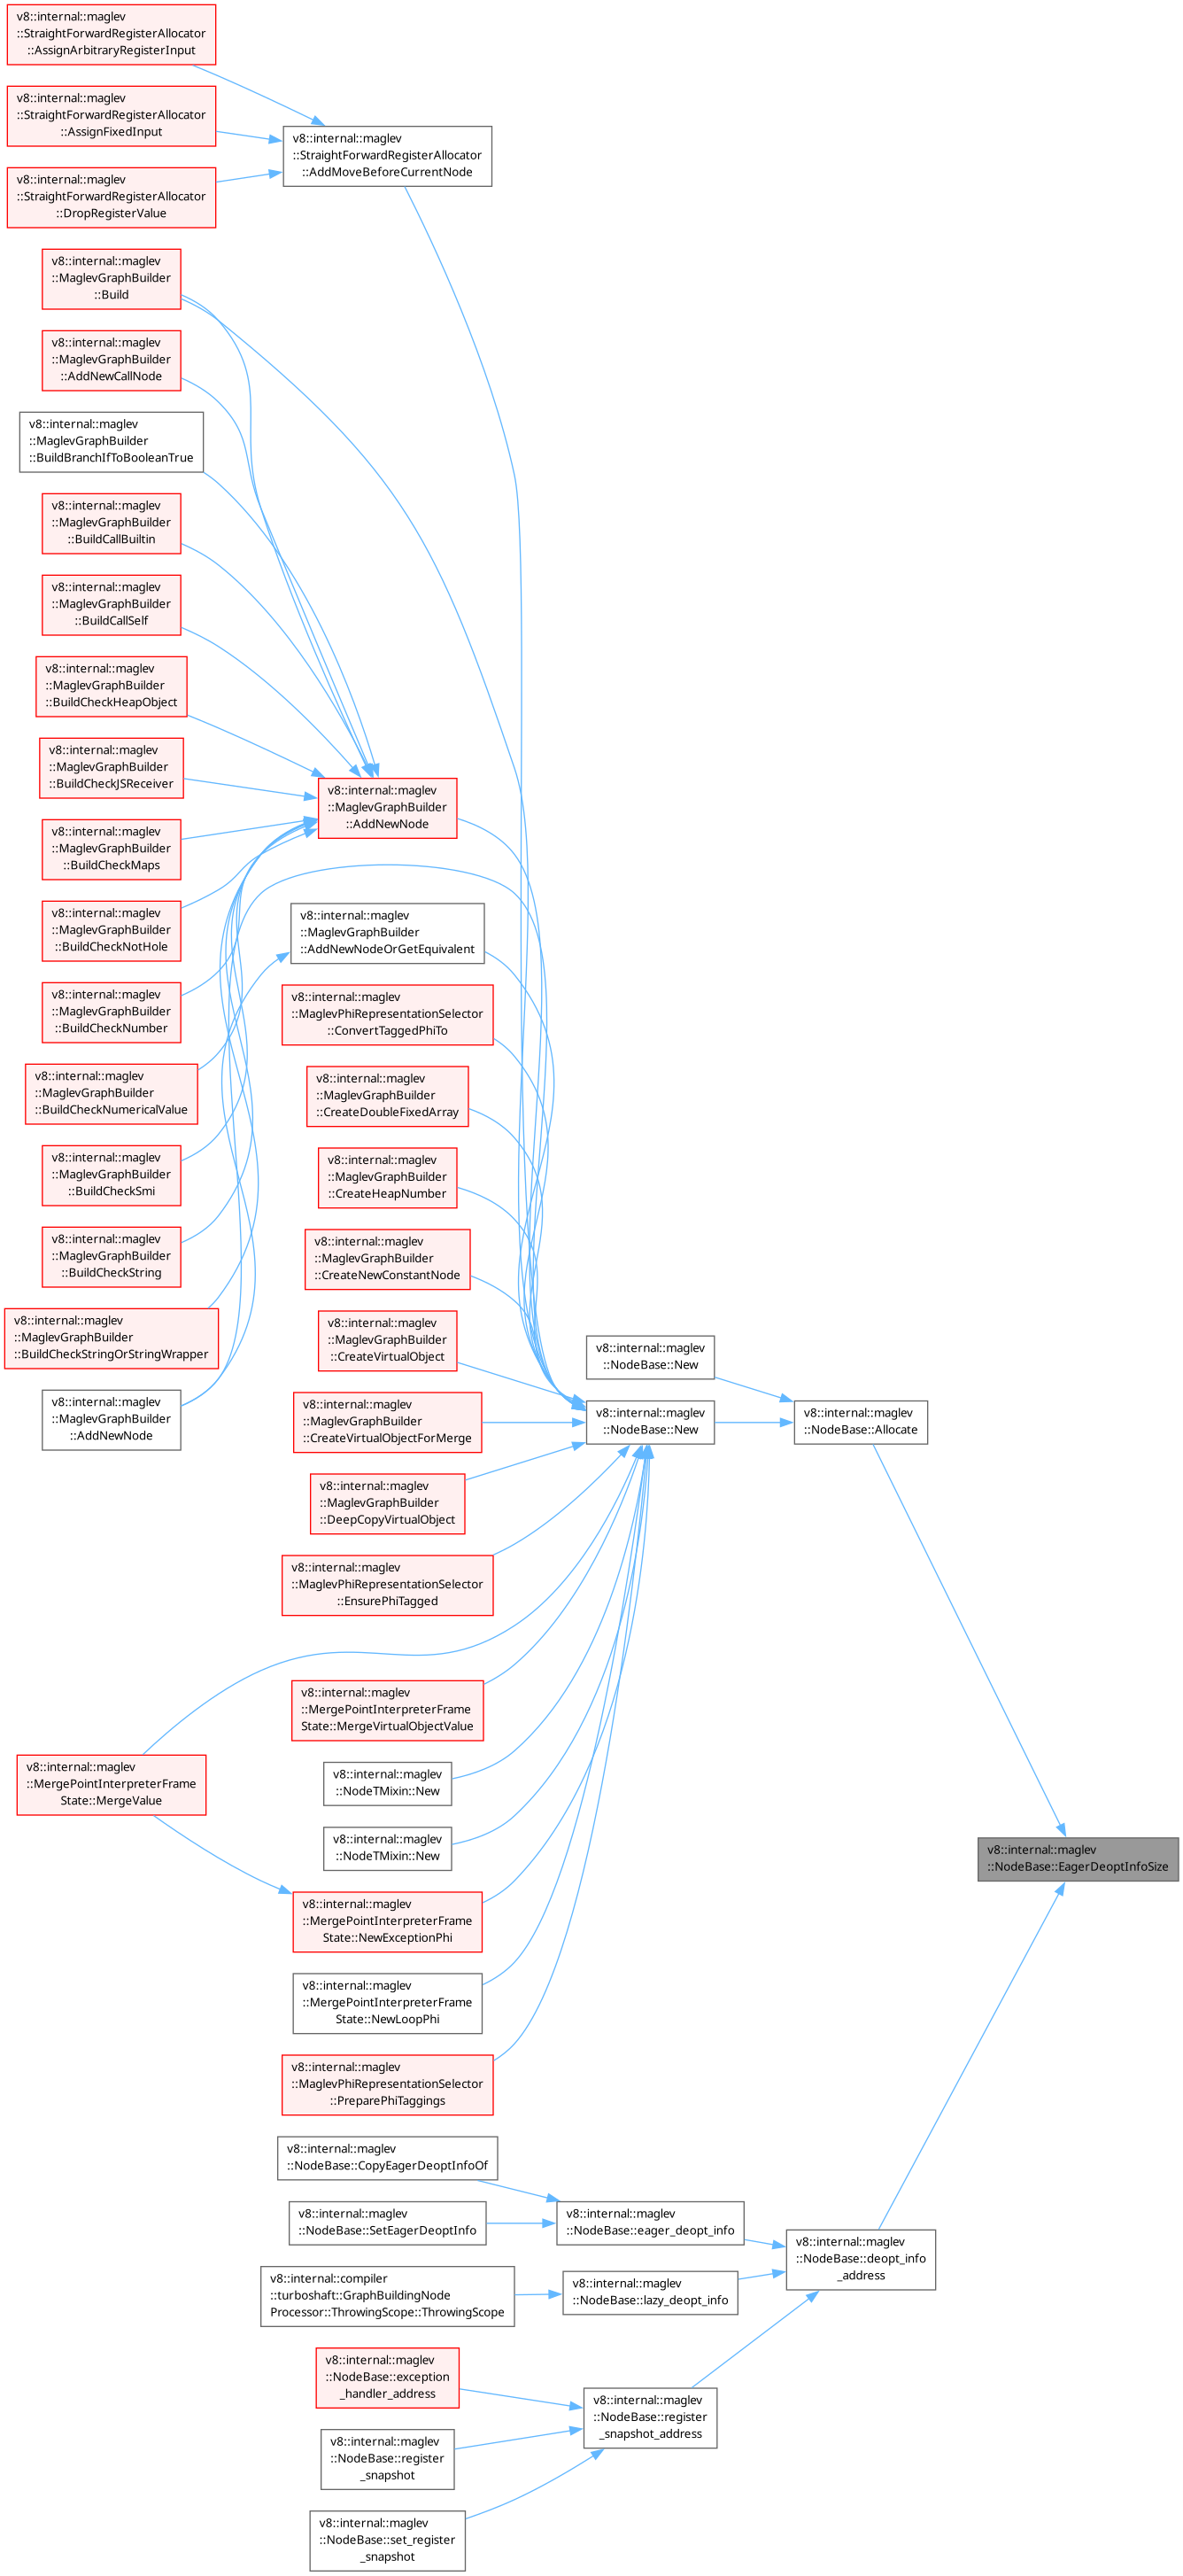 v8::internal::maglev
::StraightForwardRegisterAllocator
::AssignArbitraryRegisterInput
v8::internal::maglev
::StraightForwardRegisterAllocator
::AssignFixedInput
v8::internal::maglev
::StraightForwardRegisterAllocator
::AddMoveBeforeCurrentNode
v8::internal::maglev
::StraightForwardRegisterAllocator
::DropRegisterValue
v8::internal::maglev
::MaglevGraphBuilder
::Build
v8::internal::maglev
::MaglevGraphBuilder
::AddNewCallNode
v8::internal::maglev
::MaglevGraphBuilder
::BuildBranchIfToBooleanTrue
v8::internal::maglev
::MaglevGraphBuilder
::BuildCallBuiltin
v8::internal::maglev
::MaglevGraphBuilder
::BuildCallSelf
v8::internal::maglev
::MaglevGraphBuilder
::BuildCheckHeapObject
v8::internal::maglev
::MaglevGraphBuilder
::BuildCheckJSReceiver
v8::internal::maglev
::MaglevGraphBuilder
::AddNewNode
v8::internal::maglev
::MaglevGraphBuilder
::BuildCheckMaps
v8::internal::maglev
::MaglevGraphBuilder
::BuildCheckNotHole
v8::internal::maglev
::MaglevGraphBuilder
::AddNewNodeOrGetEquivalent
v8::internal::maglev
::MaglevGraphBuilder
::BuildCheckNumber
v8::internal::maglev
::MaglevPhiRepresentationSelector
::ConvertTaggedPhiTo
v8::internal::maglev
::MaglevGraphBuilder
::BuildCheckNumericalValue
v8::internal::maglev
::MaglevGraphBuilder
::CreateDoubleFixedArray
v8::internal::maglev
::MaglevGraphBuilder
::BuildCheckSmi
v8::internal::maglev
::MaglevGraphBuilder
::CreateHeapNumber
v8::internal::maglev
::MaglevGraphBuilder
::BuildCheckString
v8::internal::maglev
::MaglevGraphBuilder
::CreateNewConstantNode
v8::internal::maglev
::MaglevGraphBuilder
::BuildCheckStringOrStringWrapper
v8::internal::maglev
::MaglevGraphBuilder
::CreateVirtualObject
v8::internal::maglev
::NodeBase::New
v8::internal::maglev
::MaglevGraphBuilder
::AddNewNode
v8::internal::maglev
::MaglevGraphBuilder
::CreateVirtualObjectForMerge
v8::internal::maglev
::NodeBase::New
v8::internal::maglev
::NodeBase::Allocate
v8::internal::maglev
::MaglevGraphBuilder
::DeepCopyVirtualObject
v8::internal::maglev
::MaglevPhiRepresentationSelector
::EnsurePhiTagged
v8::internal::maglev
::MergePointInterpreterFrame
State::MergeVirtualObjectValue
v8::internal::maglev
::MergePointInterpreterFrame
State::MergeValue
v8::internal::maglev
::NodeTMixin::New
v8::internal::maglev
::NodeTMixin::New
v8::internal::maglev
::NodeBase::EagerDeoptInfoSize
v8::internal::maglev
::MergePointInterpreterFrame
State::NewExceptionPhi
v8::internal::maglev
::MergePointInterpreterFrame
State::NewLoopPhi
v8::internal::maglev
::MaglevPhiRepresentationSelector
::PreparePhiTaggings
v8::internal::maglev
::NodeBase::CopyEagerDeoptInfoOf
v8::internal::maglev
::NodeBase::SetEagerDeoptInfo
v8::internal::maglev
::NodeBase::eager_deopt_info
v8::internal::maglev
::NodeBase::deopt_info
_address
v8::internal::compiler
::turboshaft::GraphBuildingNode
Processor::ThrowingScope::ThrowingScope
v8::internal::maglev
::NodeBase::lazy_deopt_info
v8::internal::maglev
::NodeBase::exception
_handler_address
v8::internal::maglev
::NodeBase::register
_snapshot_address
v8::internal::maglev
::NodeBase::register
_snapshot
v8::internal::maglev
::NodeBase::set_register
_snapshot